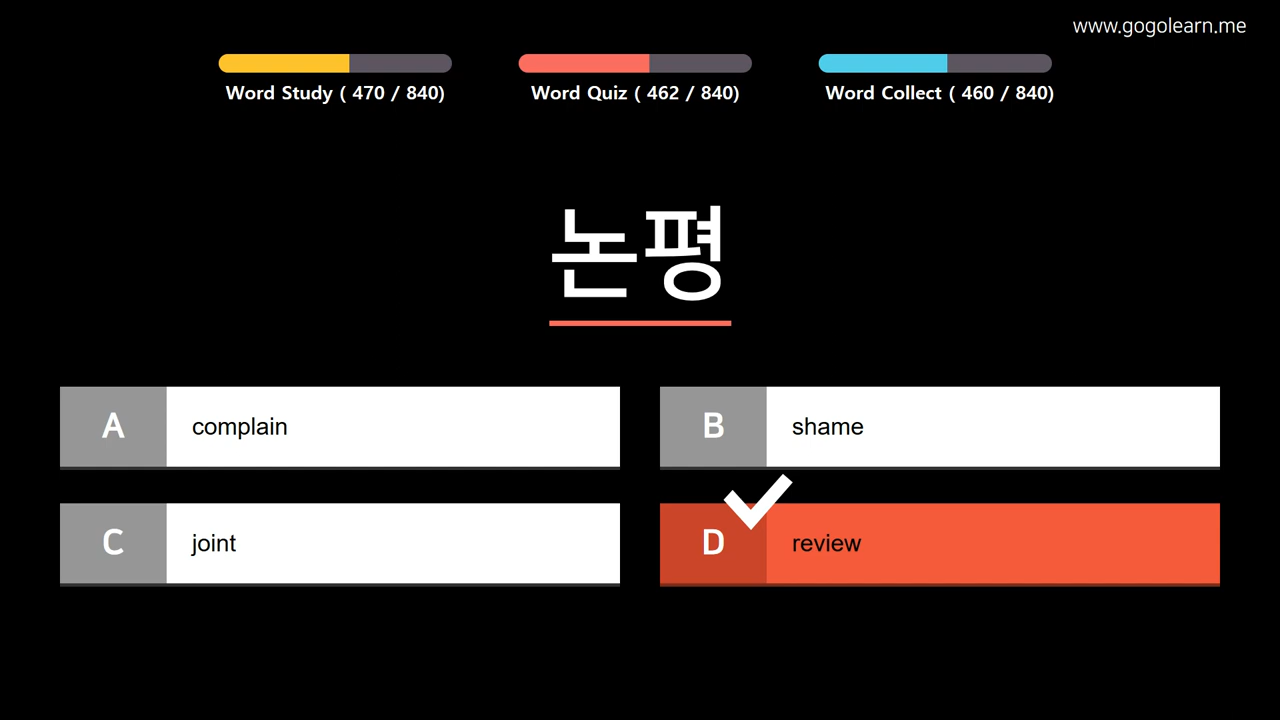 www.gogolearn.me
Word Study ( 470 / 840)
Word Quiz ( 462 / 840)
Word Collect ( 460 / 840)
논평
A complain
B shame
C joint
D review